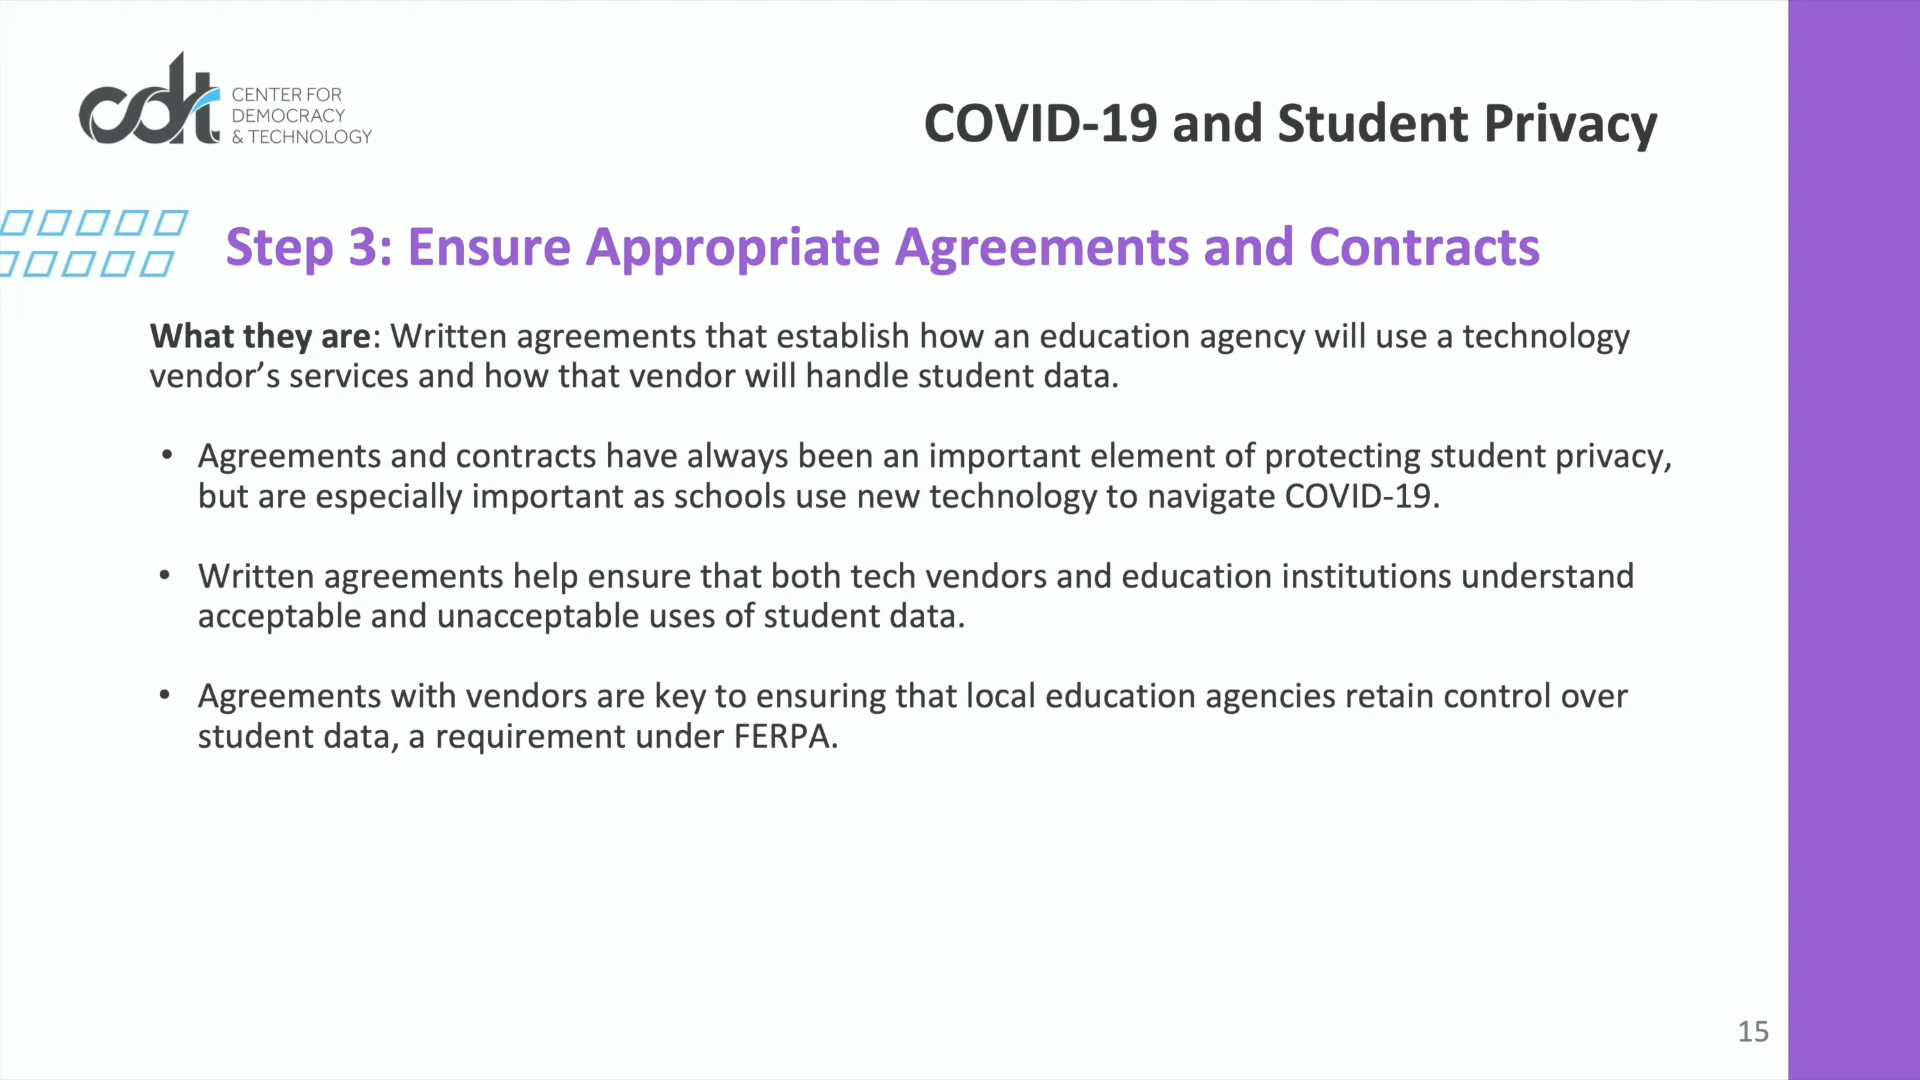 cdt
CENTER FOR
DEMOCRACY
& TECHNOLOGY
COVID-19 and Student Privacy
Step 3: Ensure Appropriate Agreements and Contracts
What they are: Written agreements that establish how an education agency will use a technology
vendor’s services and how that vendor will handle student data.
• Agreements and contracts have always been an important element of protecting student privacy,
but are especially important as schools use new technology to navigate COVID-19.
• Written agreements help ensure that both tech vendors and education institutions understand
acceptable and unacceptable uses of student data.
• Agreements with vendors are key to ensuring that local education agencies retain control over
student data, a requirement under FERPA.
15